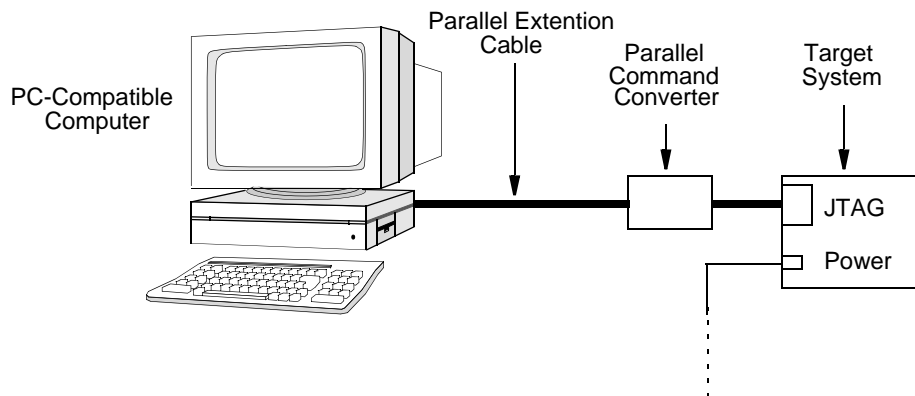 Parallel Extention
Cable
Parallel
Command
Converter
Target
System
PC-Compatible
Computer
JTAG
Power